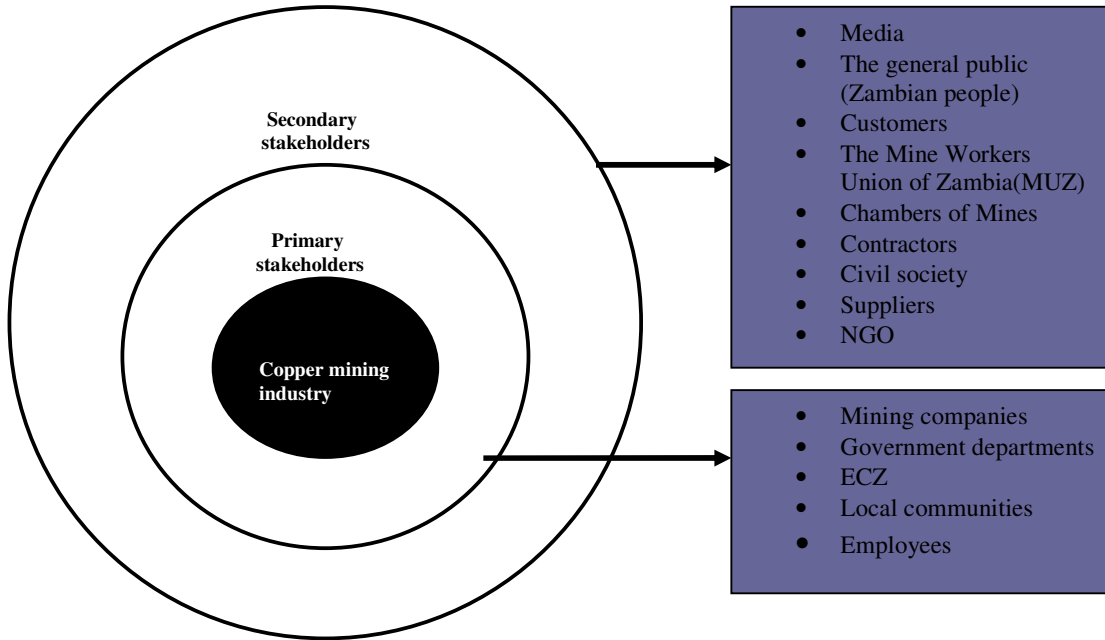 Secondary
stakeholders
Primary
stakeholders
Copper mining
industry
• Media
• The general public
(Zambian people)
• Customers
• The Mine Workers
Union of Zambia(MUZ)
• Chambers of Mines
• Contractors
• Civil society
• Suppliers
• NGO
• Mining companies
• Government departments
• ECZ
• Local communities
• Employees